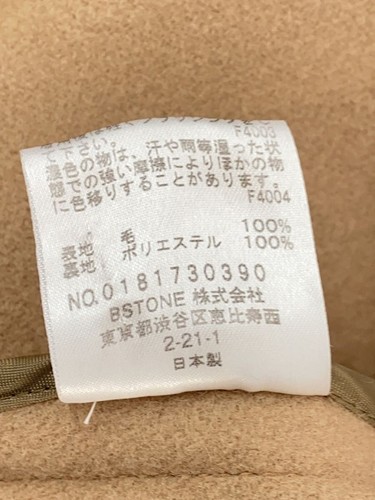 F4003
て下さい。
濃色の物は、汗や雨等湿った状
態での強い摩擦によりほかの物
に色移りすることがあります。
F4004
表地 毛 100%
裏地 ポリエステル 100%
NO.0181730390
BSTONE 株式会社
東京都渋谷区恵比寿西
2-21-1
日本製